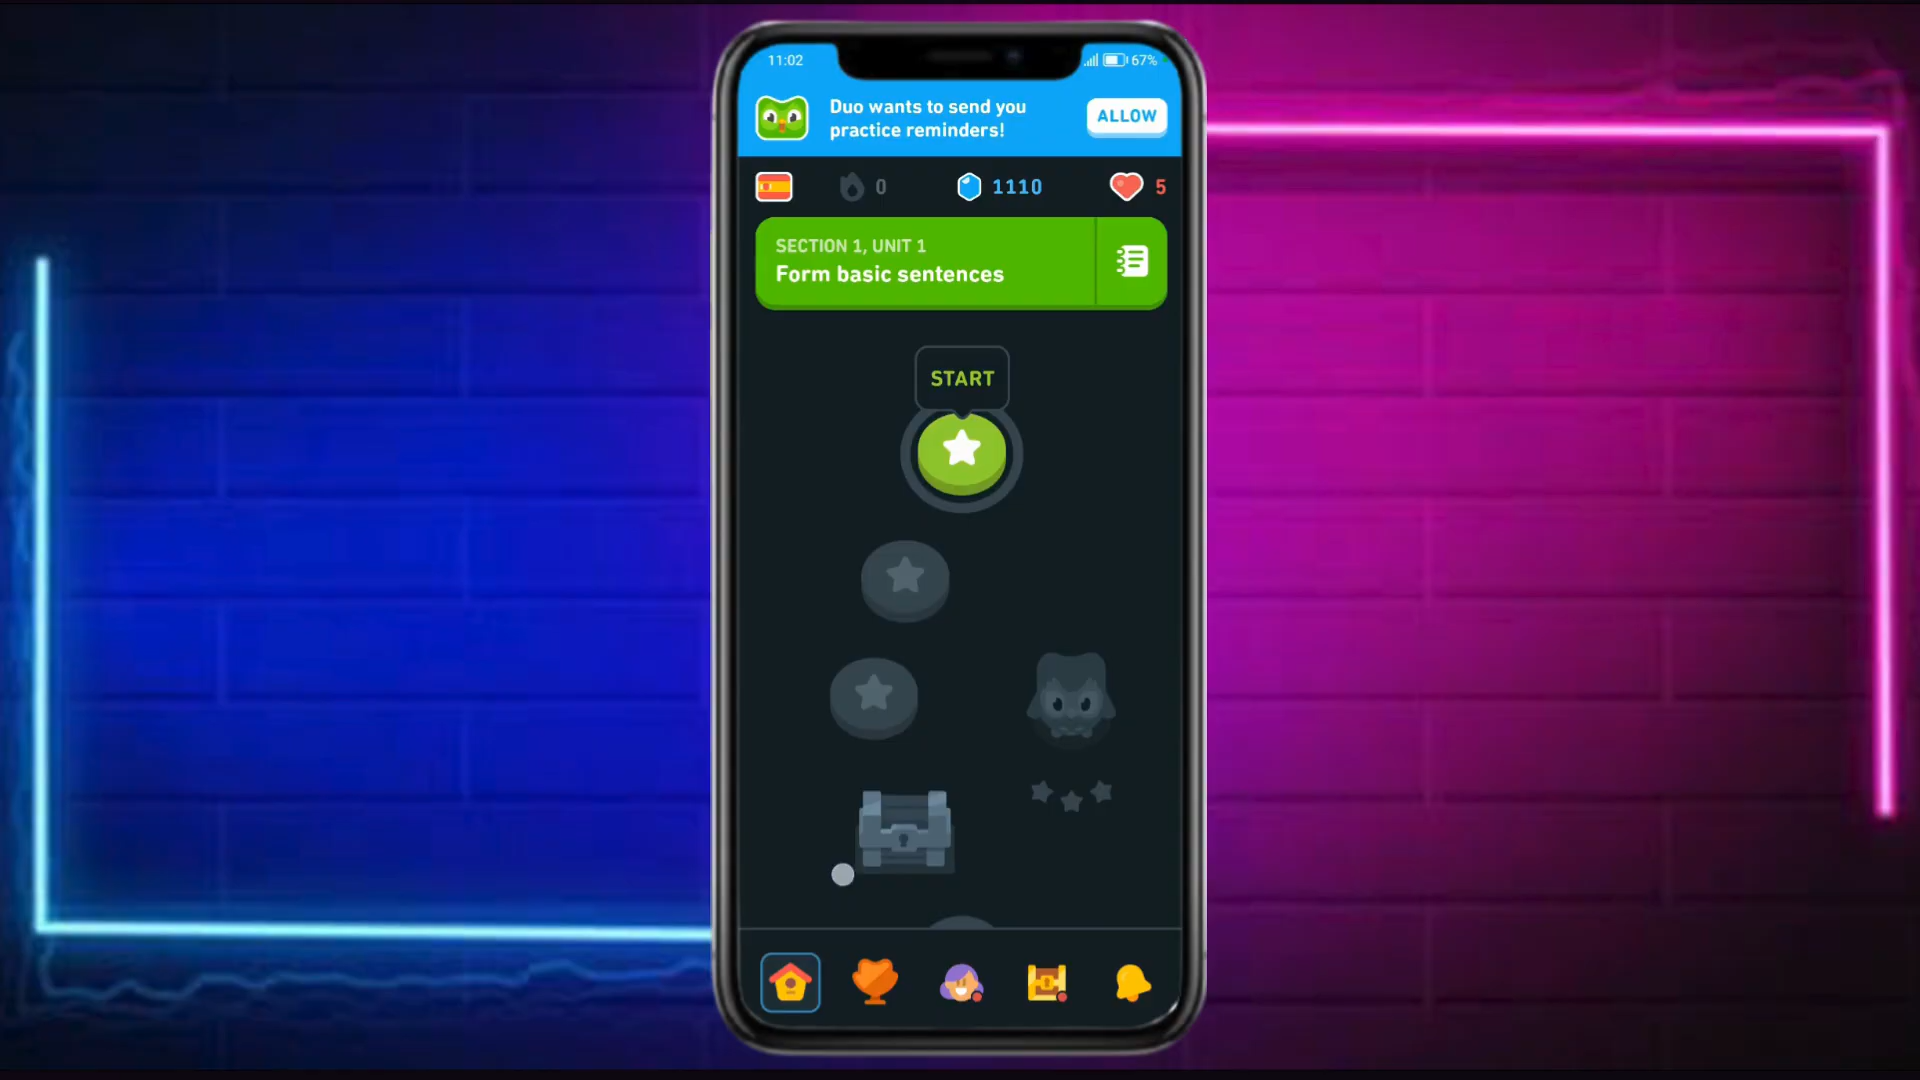 11:02
67%
Duo wants to send you
practice reminders!
ALLOW
0
1110
5
SECTION 1, UNIT 1
Form basic sentences
START